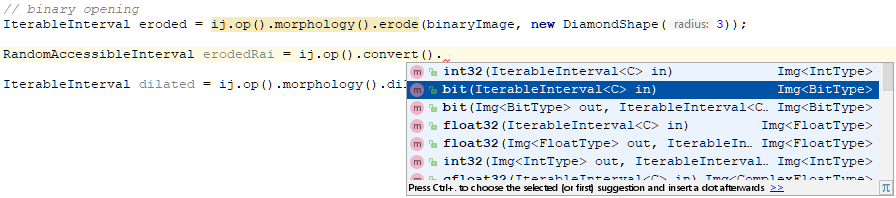 // binary opening
IterableInterval eroded = ij.op().morphology().erode(binaryImage, new DiamondShape( radius: 3));
RandomAccessibleInterval erodedRai = ij.op().convert().
IterableInterval dilated = ij.op().morphology().dil
m int32(IterableInterval<C> in) Img<IntType>
m bit(IterableInterval<C> in) Img<BitType>
m bit(Img<BitType> out, IterableInterval<C… Img<BitType>
m float32(IterableInterval<C> in) Img<FloatType>
m float32(Img<FloatType> out, IterableIn… Img<FloatType>
m int32(Img<IntType> out, IterableInterval… Img<IntType>
m cfloat32(IterableInterval<C> in) Img<ComplexFloatType>
Press Ctrl+. to choose the selected (or first) suggestion and insert a dot afterwards >> π